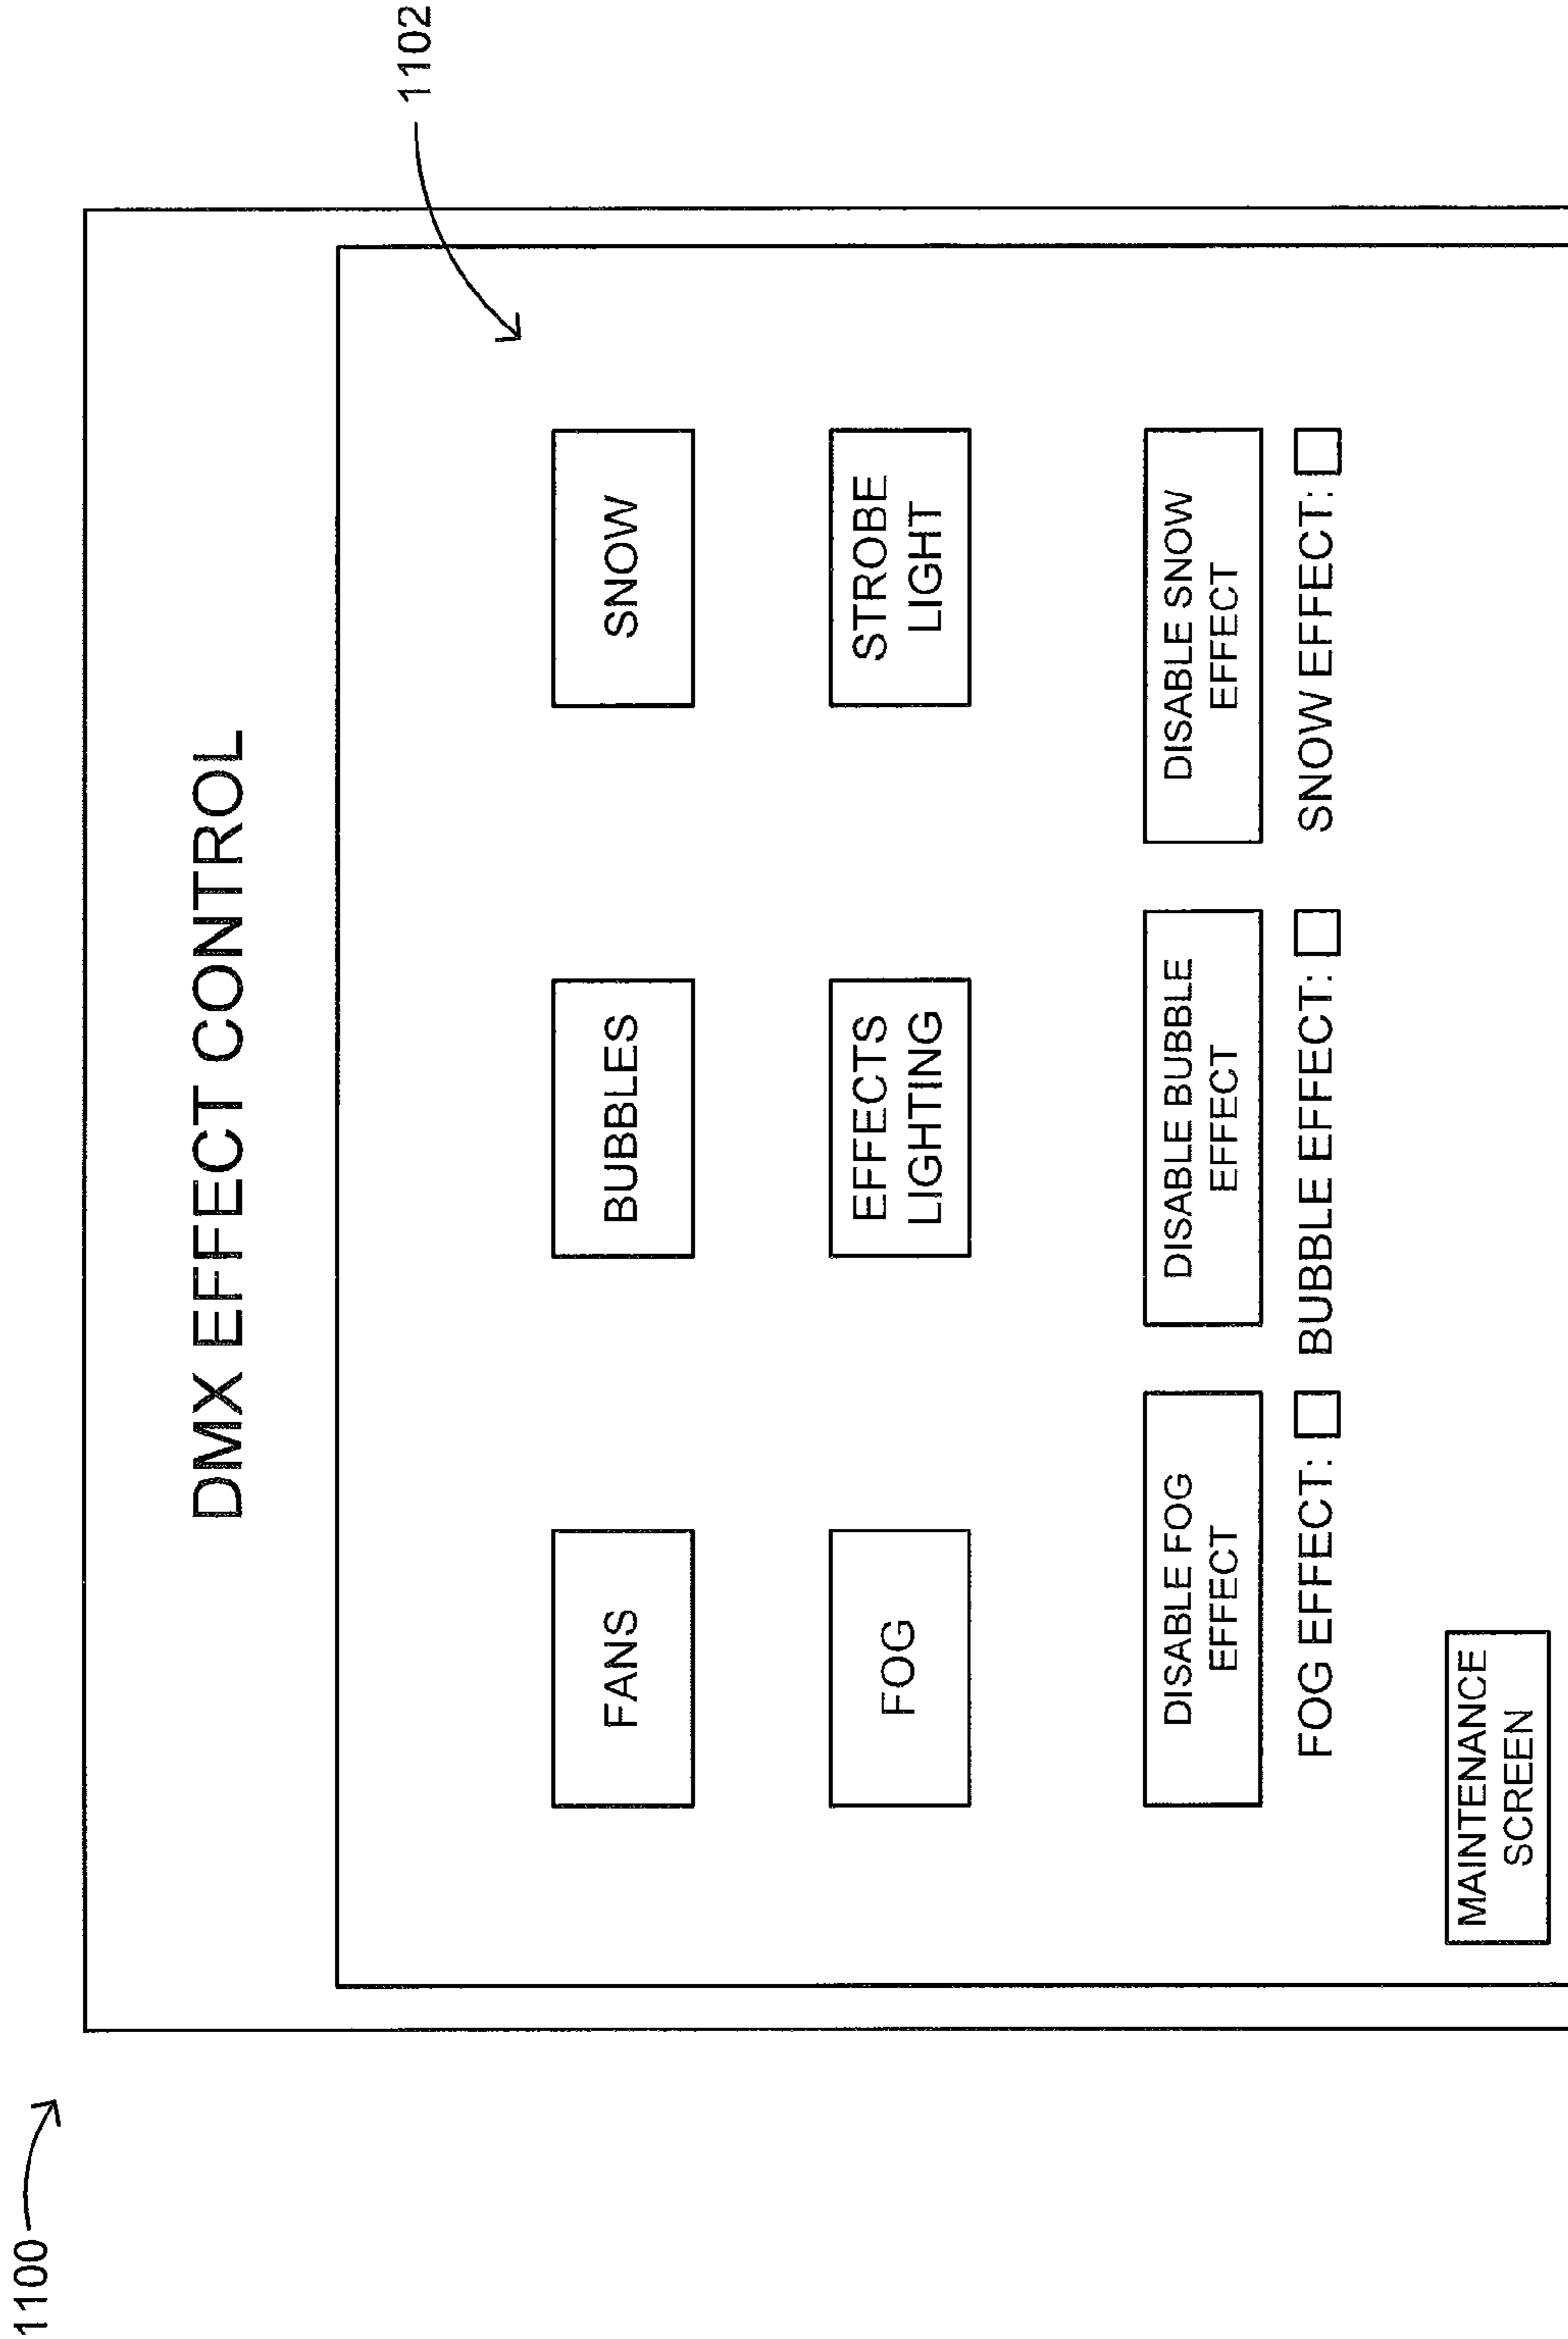 1100
DMX EFFECT CONTROL
1102
FANS
BUBBLES
SNOW
FOG
EFFECTS
LIGHTING
STROBE
LIGHT
DISABLE FOG
EFFECT
DISABLE BUBBLE
EFFECT
DISABLE SNOW
EFFECT
FOG EFFECT:
BUBBLE EFFECT:
SNOW EFFECT:
MAINTENANCE
SCREEN